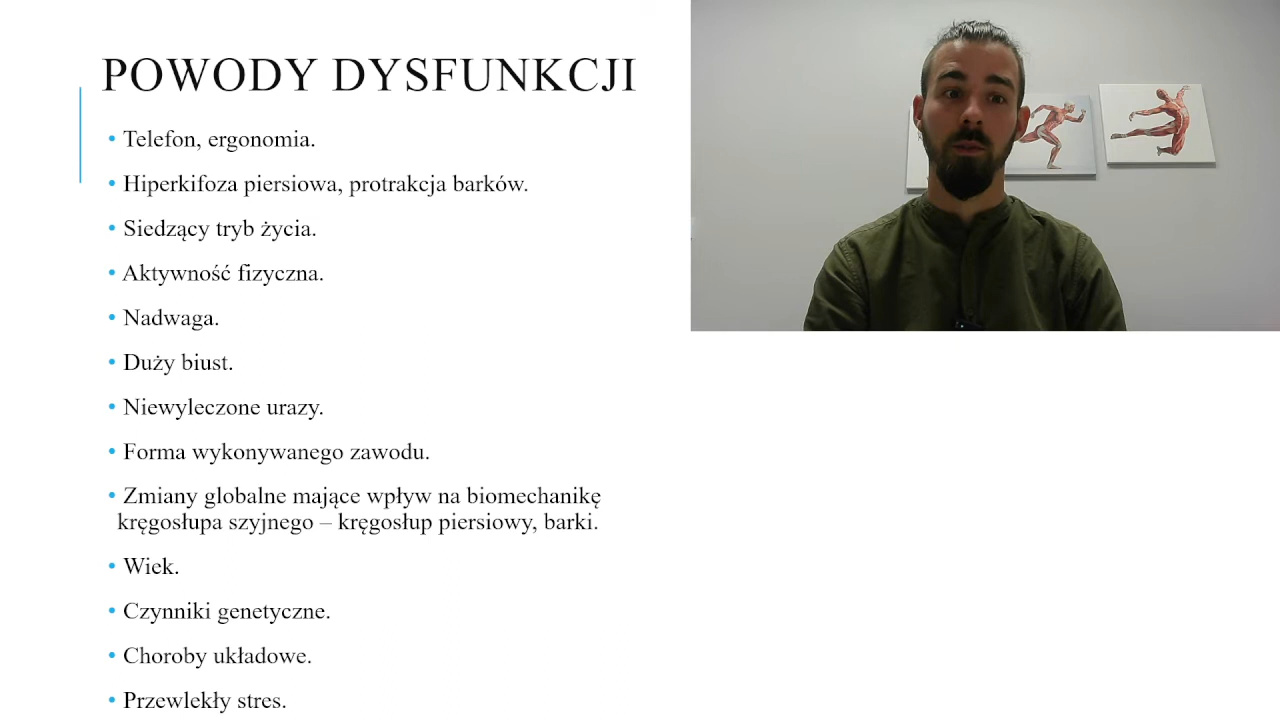 POWODY DYSFUNKCJI
• Telefon, ergonomia.
• Hiperkifoza piersiowa, protrakcja barków.
• Siedzący tryb życia.
• Aktywność fizyczna.
• Nadwaga.
• Duży biust.
• Niewyleczone urazy.
• Forma wykonywanego zawodu.
• Zmiany globalne mające wpływ na biomechanikę
kręgosłupa szyjnego – kręgosłup piersiowy, barki.
• Wiek.
• Czynniki genetyczne.
• Choroby układowe.
• Przewlekły stres.